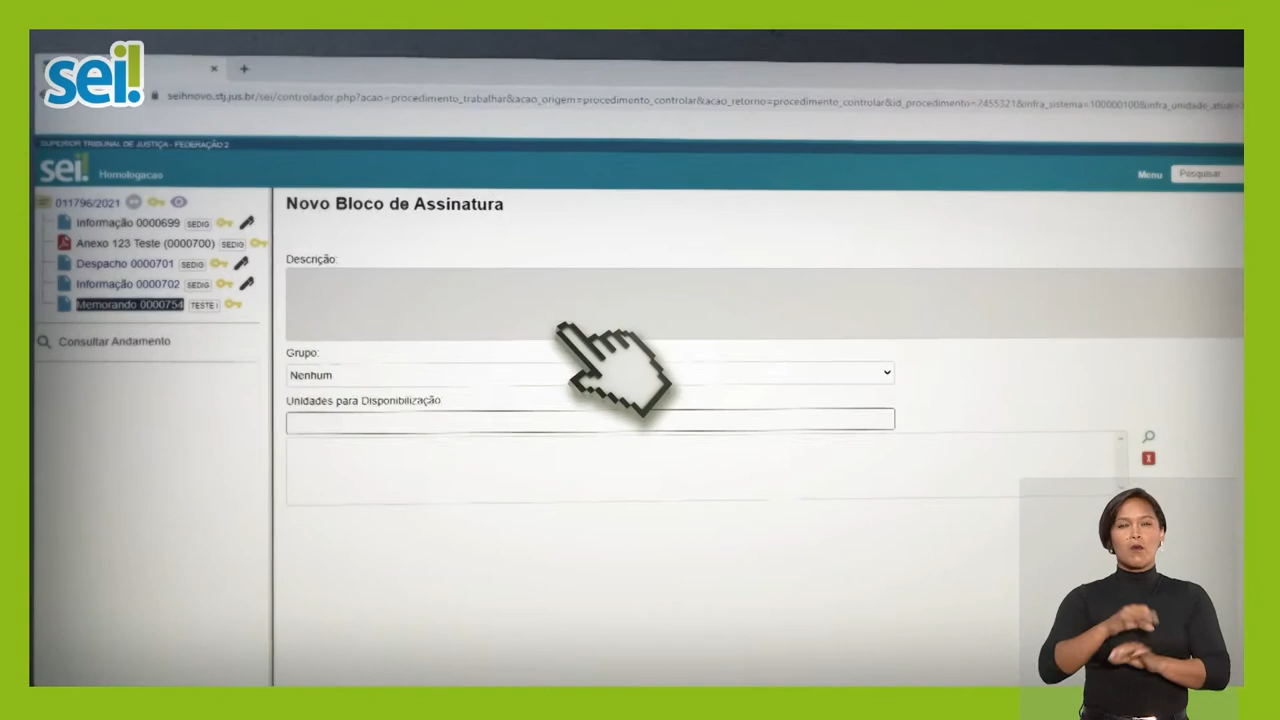 sei!
seihnovo.stj.jus.br/sei/controlador.php?acao=procedimento_trabalhar&acao_origem=procedimento_controlar&acao_retorno=procedimento_controlar&id_procedimento=2455321&infra_sistema=100000100&infra_unidade_atual=
SUPERIOR TRIBUNAL DE JUSTIÇA - FEDERAÇÃO 2
sei! Homologacao Menu Pesquisar
011796/2021
Informação 0000699 SEDIG
Anexo 123 Teste (0000700) SEDIG
Despacho 0000701 SEDIG
Informação 0000702 SEDIG
Memorando 0000754 TESTE
Consultar Andamento
Novo Bloco de Assinatura
Descrição:
Grupo:
Nenhum
Unidades para Disponibilização